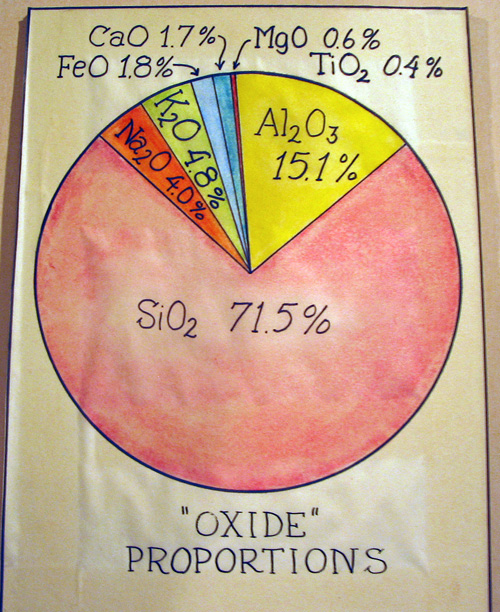 CaO 1.7% MgO 0.6%
FeO 1.8% TiO₂ 0.4%
K₂O 4.8%
Al₂O₃
15.1%
Na₂O 4.0%
SiO₂ 71.5%
"OXIDE"
PROPORTIONS